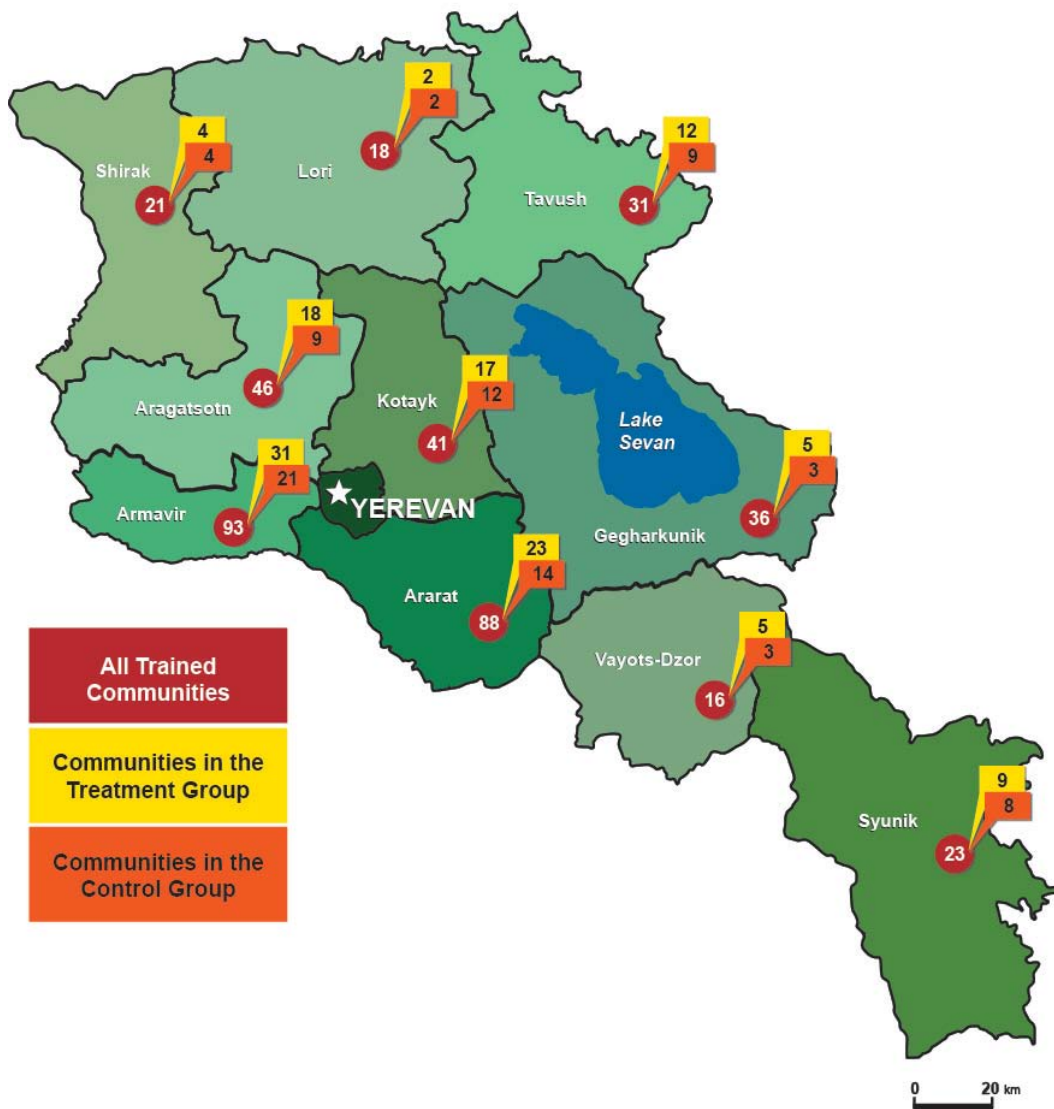 2
2
18
Lori
4
4
Shirak
21
12
9
Tavush
31
18
9
46
Aragatsotn
17
12
Kotayk
41
Lake
Sevan
5
3
36
Gegharkunik
31
21
Armavir
93
YEREVAN
23
14
Ararat
88
5
3
Vayots-Dzor
16
9
8
Syunik
23
All Trained
Communities
Communities in the
Treatment Group
Communities in the
Control Group
0 20 km